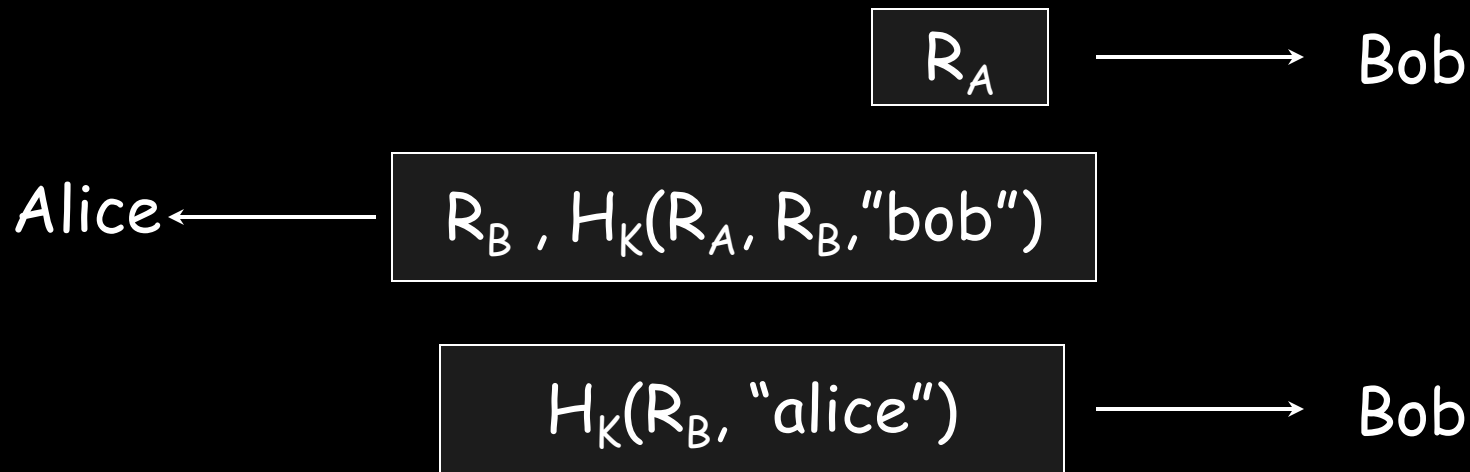 R_A Bob
Alice R_B , H_K(R_A, R_B,"bob")
H_K(R_B, "alice") Bob